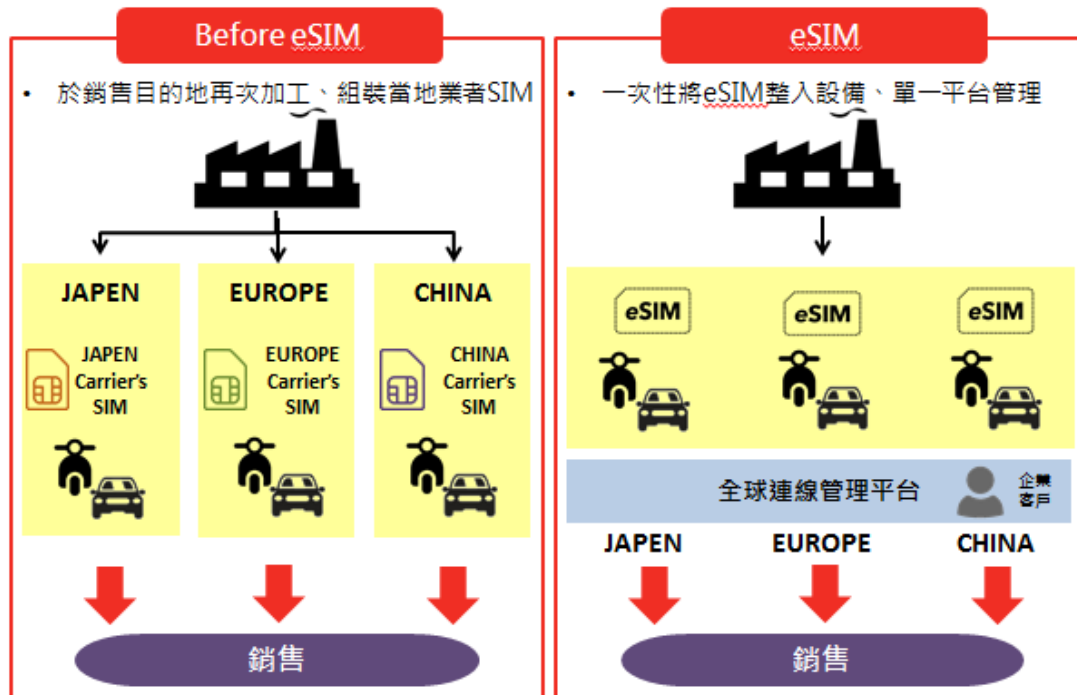 Before eSIM
• 於銷售目的地再次加工、組裝當地業者SIM
JAPEN
EUROPE
CHINA
JAPEN
Carrier's
SIM
EUROPE
Carrier's
SIM
CHINA
Carrier's
SIM
銷售
eSIM
• 一次性將eSIM整入設備、單一平台管理
eSIM
eSIM
eSIM
全球連線管理平台
企業
客戶
JAPEN
EUROPE
CHINA
銷售